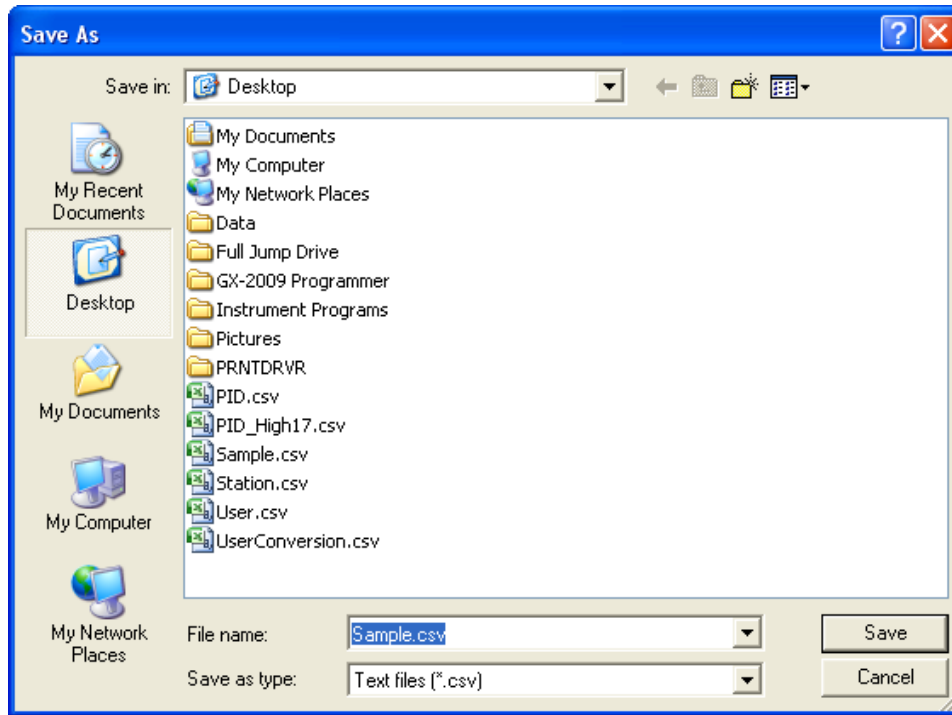 Save As
Save in:
Desktop
My Recent
Documents
Desktop
My Documents
My Computer
My Network
Places
My Documents
My Computer
My Network Places
Data
Full Jump Drive
GX-2009 Programmer
Instrument Programs
Pictures
PRNTDRVR
PID.csv
PID_High17.csv
Sample.csv
Station.csv
User.csv
UserConversion.csv
File name:
Sample.csv
Save
Save as type:
Text files (*.csv)
Cancel